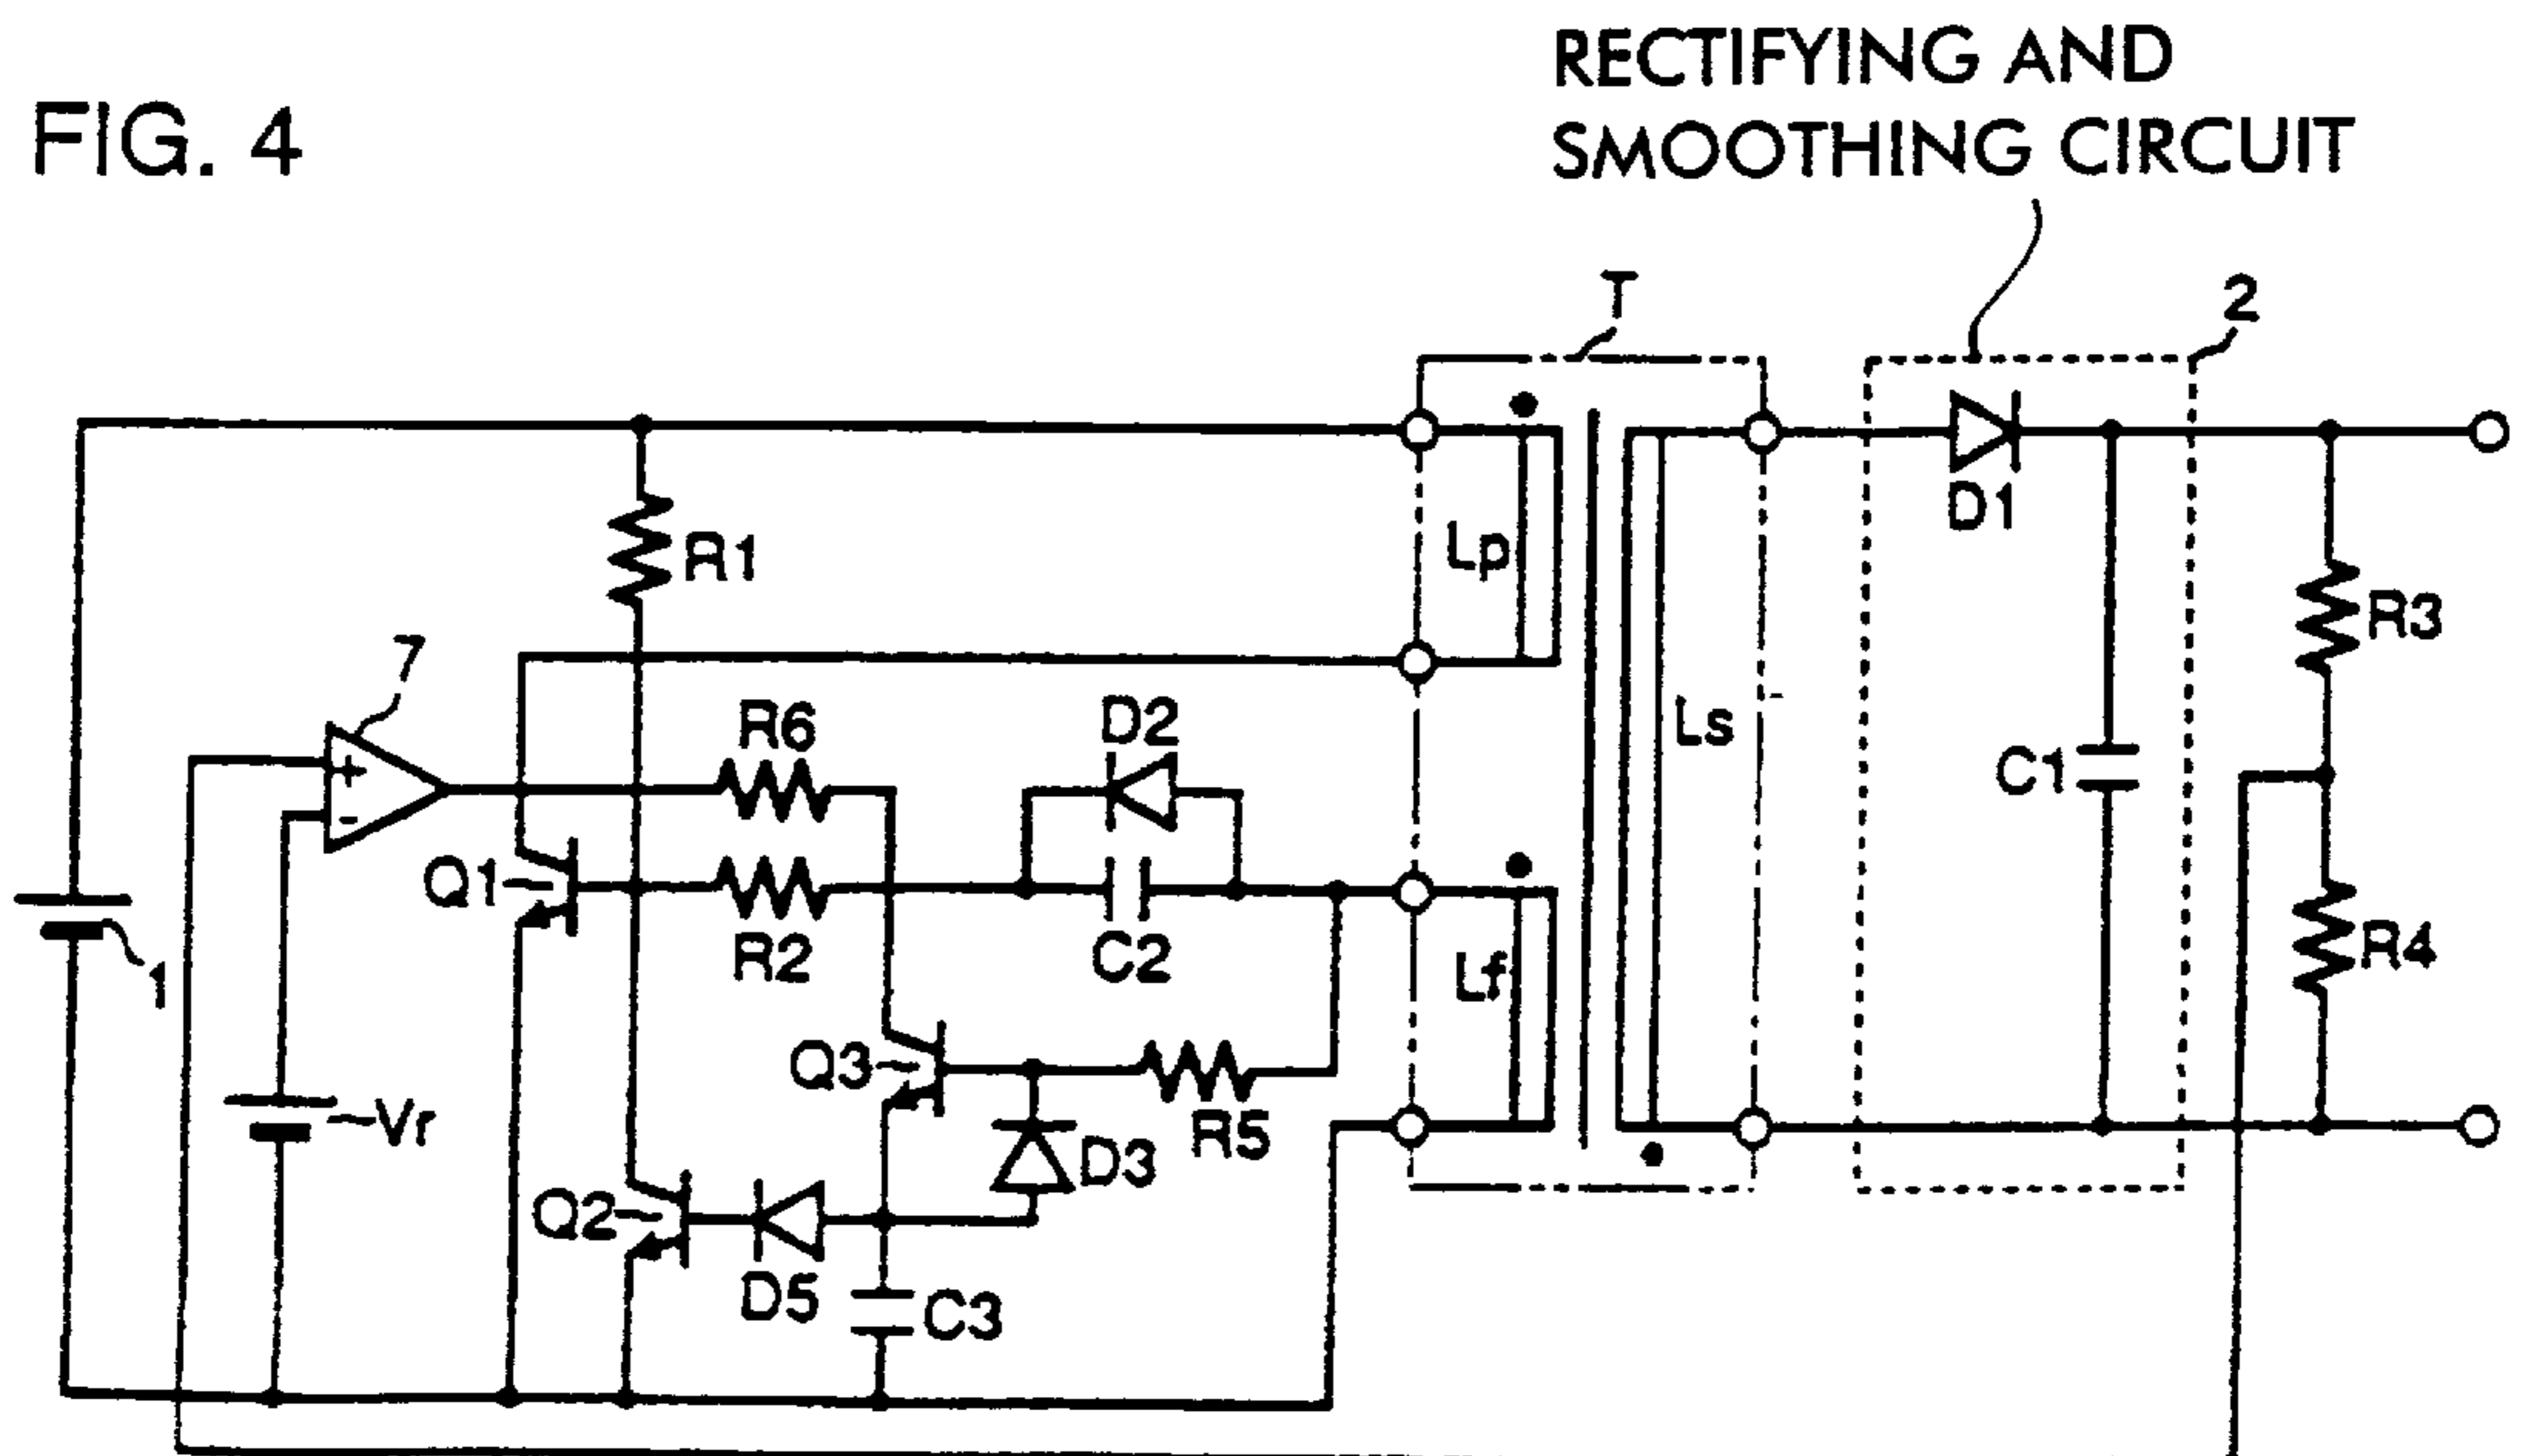 RECTIFYING AND
SMOOTHING CIRCUIT
FIG. 4
T
2
D1
R1
Lp
R3
7
R6
D2
Ls
+
-
C1
Q1
R2
C2
Lf
R4
1
Q3
R5
Vr
D3
Q2
D5
C3